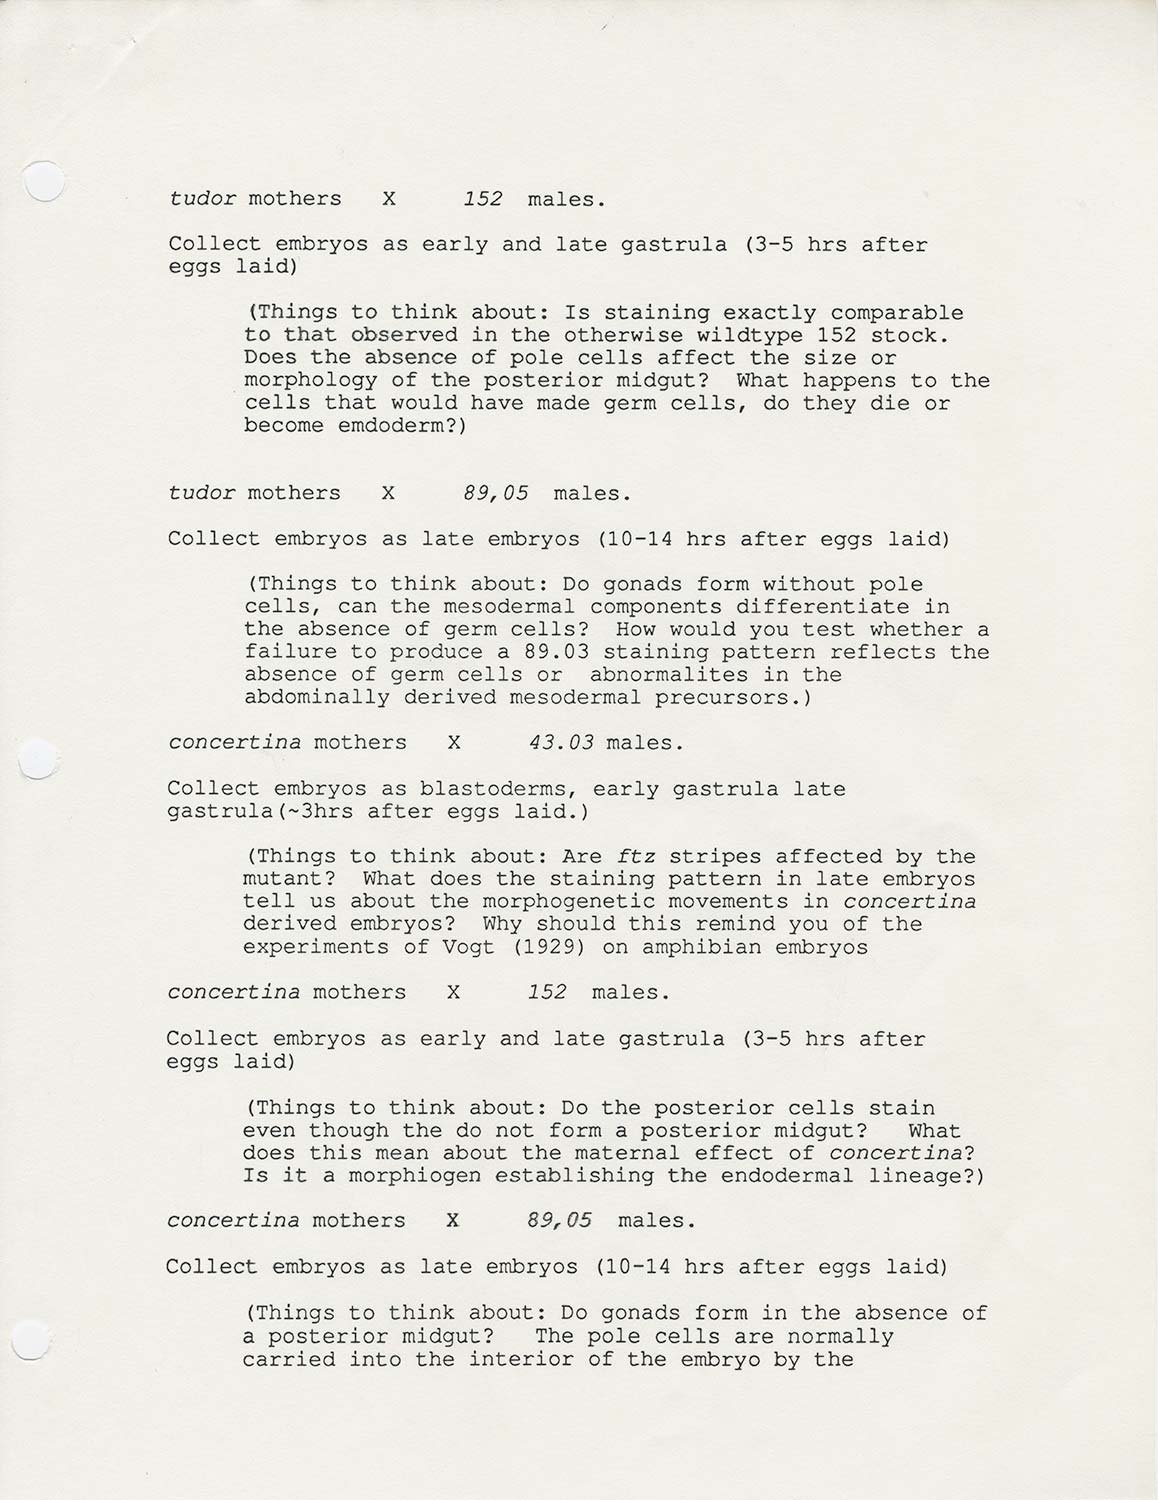 tudor mothers X 152 males.
Collect embryos as early and late gastrula (3-5 hrs after
eggs laid)
(Things to think about: Is staining exactly comparable
to that observed in the otherwise wildtype 152 stock.
Does the absence of pole cells affect the size or
morphology of the posterior midgut? What happens to the
cells that would have made germ cells, do they die or
become emdoderm?)
tudor mothers X 89,05 males.
Collect embryos as late embryos (10-14 hrs after eggs laid)
(Things to think about: Do gonads form without pole
cells, can the mesodermal components differentiate in
the absence of germ cells? How would you test whether a
failure to produce a 89.03 staining pattern reflects the
absence of germ cells or abnormalites in the
abdominally derived mesodermal precursors.)
concertina mothers X 43.03 males.
Collect embryos as blastoderms, early gastrula late
gastrula(~3hrs after eggs laid.)
(Things to think about: Are ftz stripes affected by the
mutant? What does the staining pattern in late embryos
tell us about the morphogenetic movements in concertina
derived embryos? Why should this remind you of the
experiments of Vogt (1929) on amphibian embryos
concertina mothers X 152 males.
Collect embryos as early and late gastrula (3-5 hrs after
eggs laid)
(Things to think about: Do the posterior cells stain
even though the do not form a posterior midgut? What
does this mean about the maternal effect of concertina?
Is it a morphiogen establishing the endodermal lineage?)
concertina mothers X 89,05 males.
Collect embryos as late embryos (10-14 hrs after eggs laid)
(Things to think about: Do gonads form in the absence of
a posterior midgut? The pole cells are normally
carried into the interior of the embryo by the